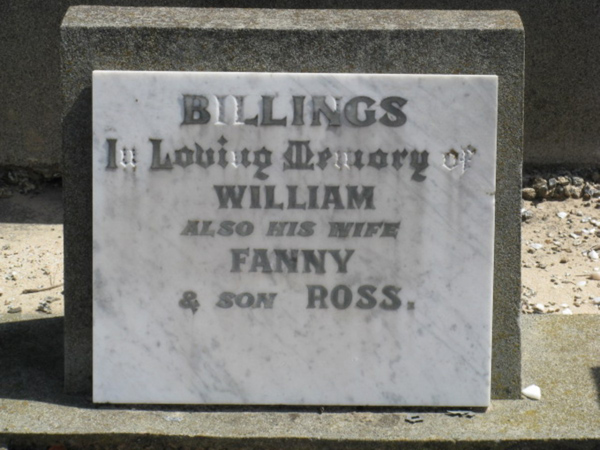 BILLINGS
In Loving Memory of
WILLIAM
ALSO HIS WIFE
FANNY
& SON ROSS.